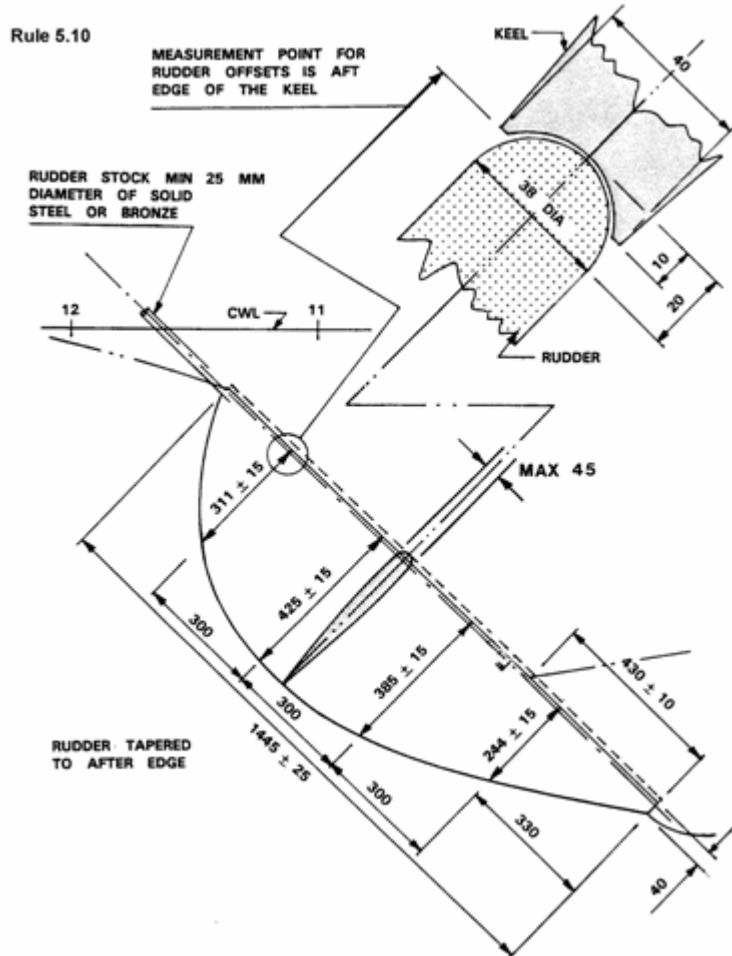 Rule 5.10
MEASUREMENT POINT FOR
RUDDER OFFSETS IS AFT
EDGE OF THE KEEL
KEEL
40
RUDDER STOCK MIN 25 MM
DIAMETER OF SOLID
STEEL OR BRONZE
38 DIA
10
20
12
CWL
11
RUDDER
311 ± 15
MAX 45
425 ± 15
300
385 ± 15
430 ± 10
300
244 ± 15
RUDDER TAPERED
TO AFTER EDGE
1445 ± 25
300
330
40